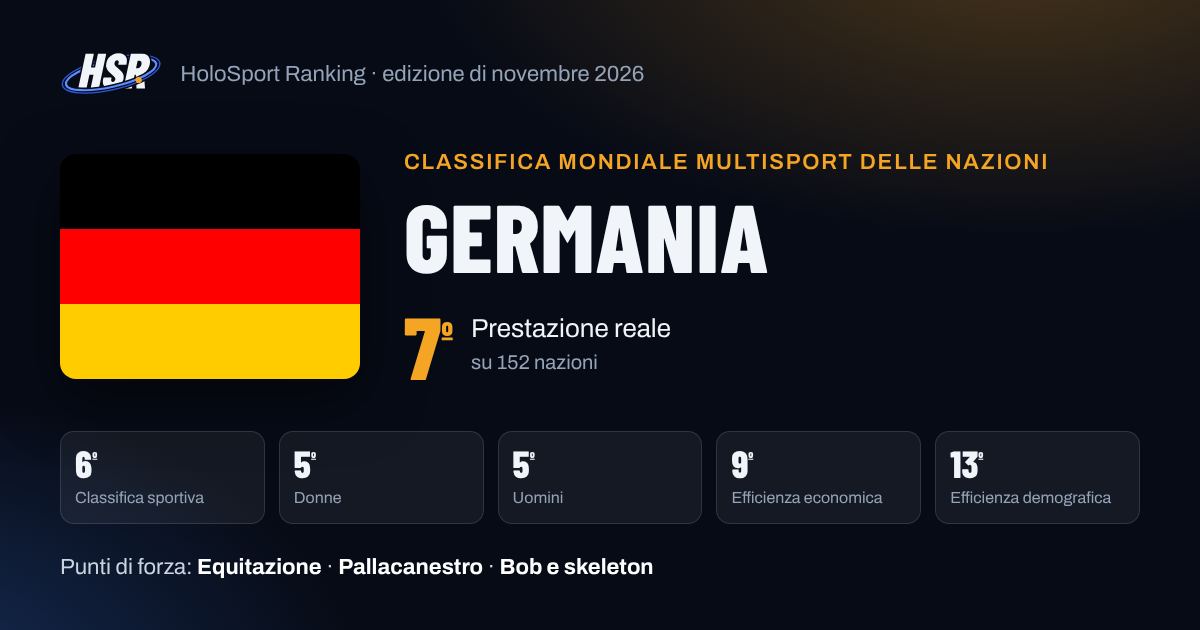 HSR
HoloSport Ranking · edizione di novembre 2026
CLASSIFICA MONDIALE MULTISPORT DELLE NAZIONI
GERMANIA
7º
Prestazione reale
su 152 nazioni
6º
Classifica sportiva
5º
Donne
5º
Uomini
9º
Efficienza economica
13º
Efficienza demografica
Punti di forza: Equitazione · Pallacanestro · Bob e skeleton